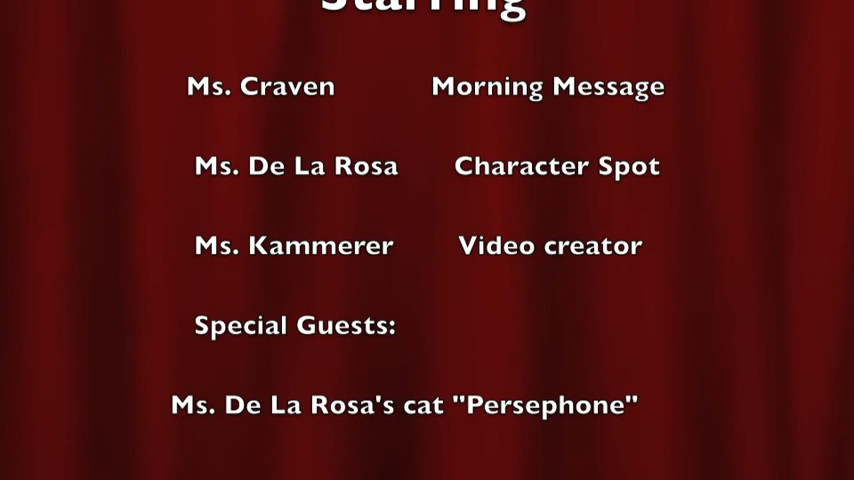 Starring
Ms. Craven Morning Message
Ms. De La Rosa Character Spot
Ms. Kammerer Video creator
Special Guests:
Ms. De La Rosa's cat "Persephone"